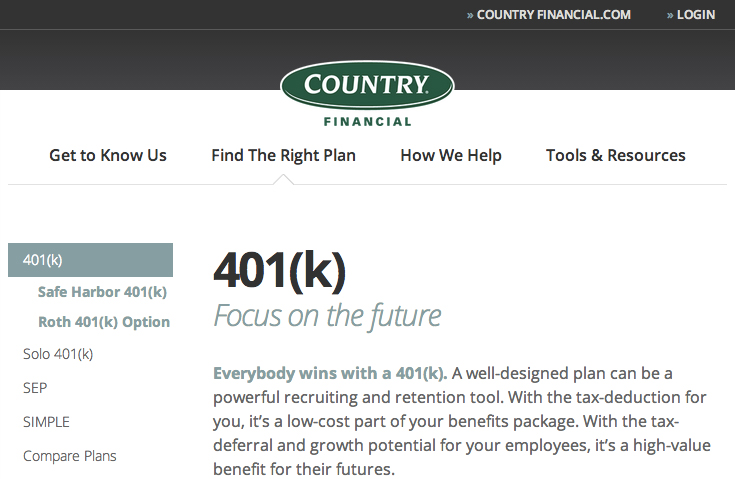 » COUNTRY FINANCIAL.COM » LOGIN
COUNTRY®
FINANCIAL
Get to Know Us Find The Right Plan How We Help Tools & Resources
401(k)
Safe Harbor 401(k)
Roth 401(k) Option
Solo 401(k)
SEP
SIMPLE
Compare Plans
401(k)
Focus on the future
Everybody wins with a 401(k). A well-designed plan can be a
powerful recruiting and retention tool. With the tax-deduction for
you, it’s a low-cost part of your benefits package. With the tax-
deferral and growth potential for your employees, it’s a high-value
benefit for their futures.